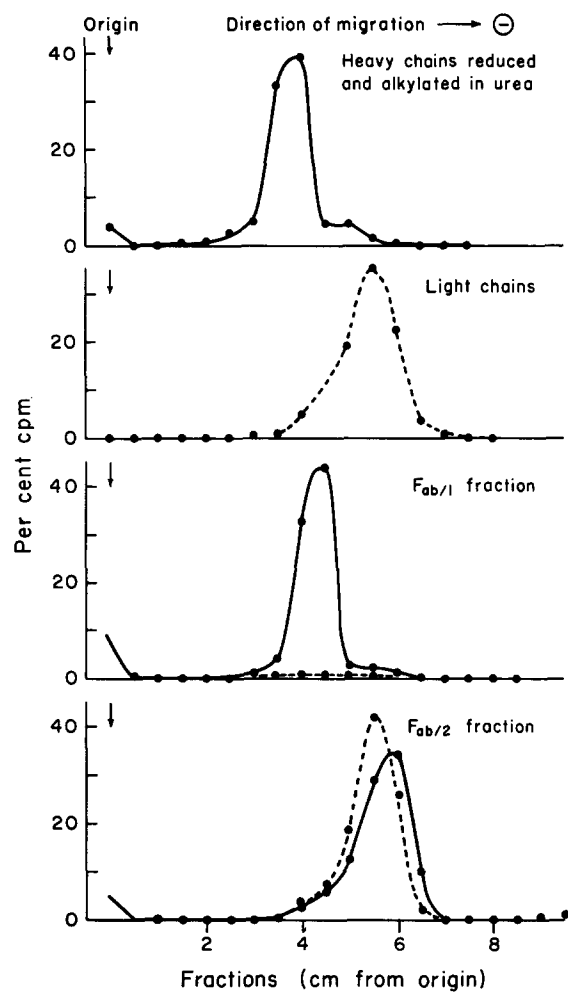 Origin Direction of migration → ⊖
Heavy chains reduced
and alkylated in urea
40
20
0
Light chains
20
0
Fab/1 fraction
40
20
0
Fab/2 fraction
40
20
0
2 4 6 8
Per cent cpm
Fractions (cm from origin)